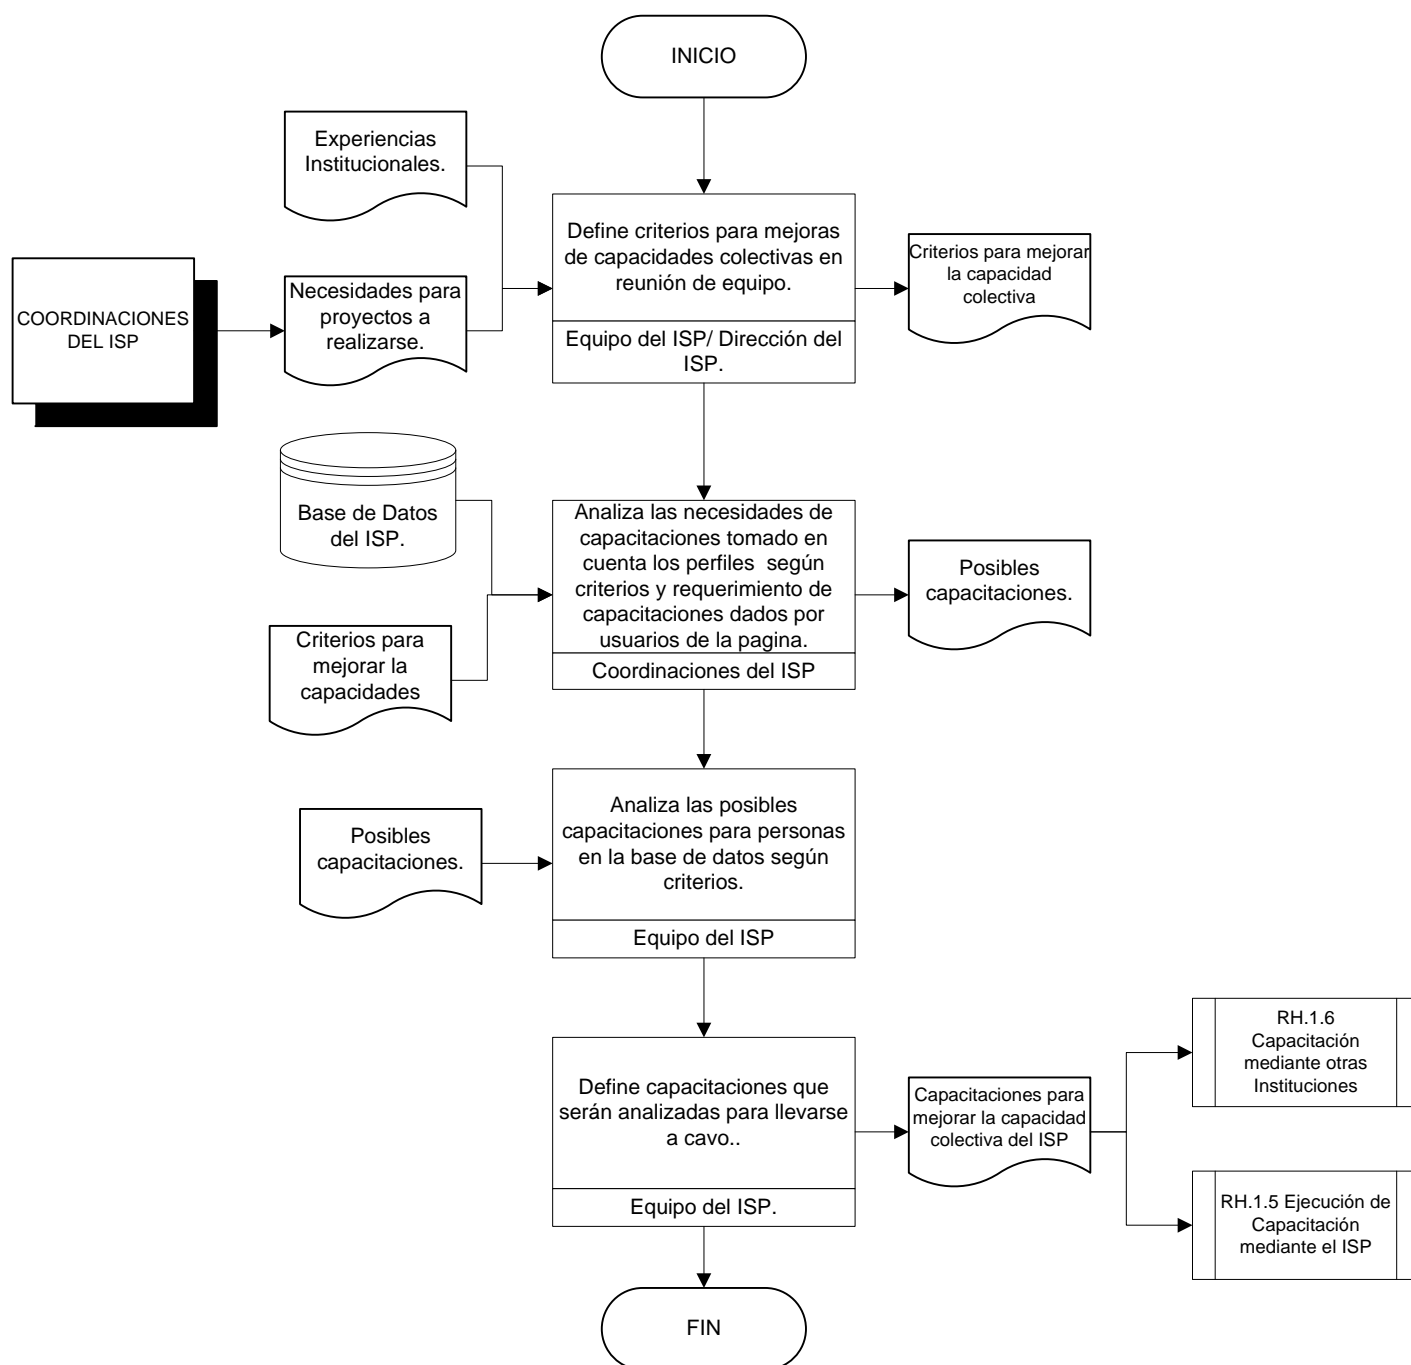 INICIO
Experiencias
Institucionales.
Define criterios para mejoras
de capacidades colectivas en
reunión de equipo.
Equipo del ISP/ Dirección del
ISP.
Criterios para mejorar
la capacidad
colectiva
COORDINACIONES
DEL ISP
Necesidades para
proyectos a
realizarse.
Base de Datos
del ISP.
Analiza las necesidades de
capacitaciones tomado en
cuenta los perfiles  según
criterios y requerimiento de
capacitaciones dados por
usuarios de la pagina.
Coordinaciones del ISP
Posibles
capacitaciones.
Criterios para
mejorar la
capacidades
Analiza las posibles
capacitaciones para personas
en la base de datos según
criterios.
Equipo del ISP
Posibles
capacitaciones.
Define capacitaciones que
serán analizadas para llevarse
a cavo..
Equipo del ISP.
Capacitaciones para
mejorar la capacidad
colectiva del ISP
RH.1.6
Capacitación
mediante otras
Instituciones
RH.1.5 Ejecución de
Capacitación
mediante el ISP
FIN